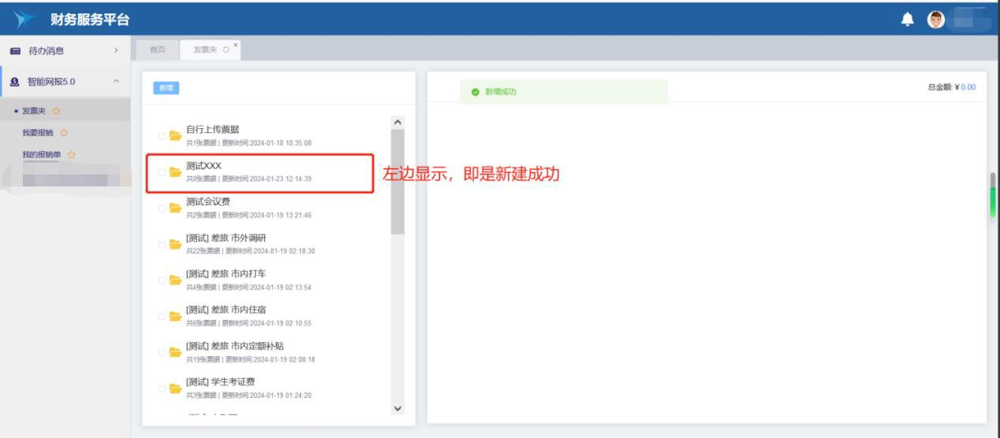 财务服务平台
待办消息
首页
发票夹
智能网报5.0
新增
新增成功
总金额: ¥ 0.00
发票夹
我要报销
我的报销单
自行上传票据
共1张票据 | 更新时间 2024-01-18 10:35:08
测试XXX
共0张票据 | 更新时间 2024-01-23 12:14:39
左边显示，即是新建成功
测试会议费
共2张票据 | 更新时间 2024-01-19 13:21:46
[测试] 差旅 市外调研
共22张票据 | 更新时间 2024-01-19 02:18:30
[测试] 差旅 市内打车
共4张票据 | 更新时间 2024-01-19 02:13:54
[测试] 差旅 市内住宿
共6张票据 | 更新时间 2024-01-19 02:10:55
[测试] 差旅 市内定额补贴
共19张票据 | 更新时间 2024-01-19 02:08:18
[测试] 学生考证费
共3张票据 | 更新时间 2024-01-19 01:24:20